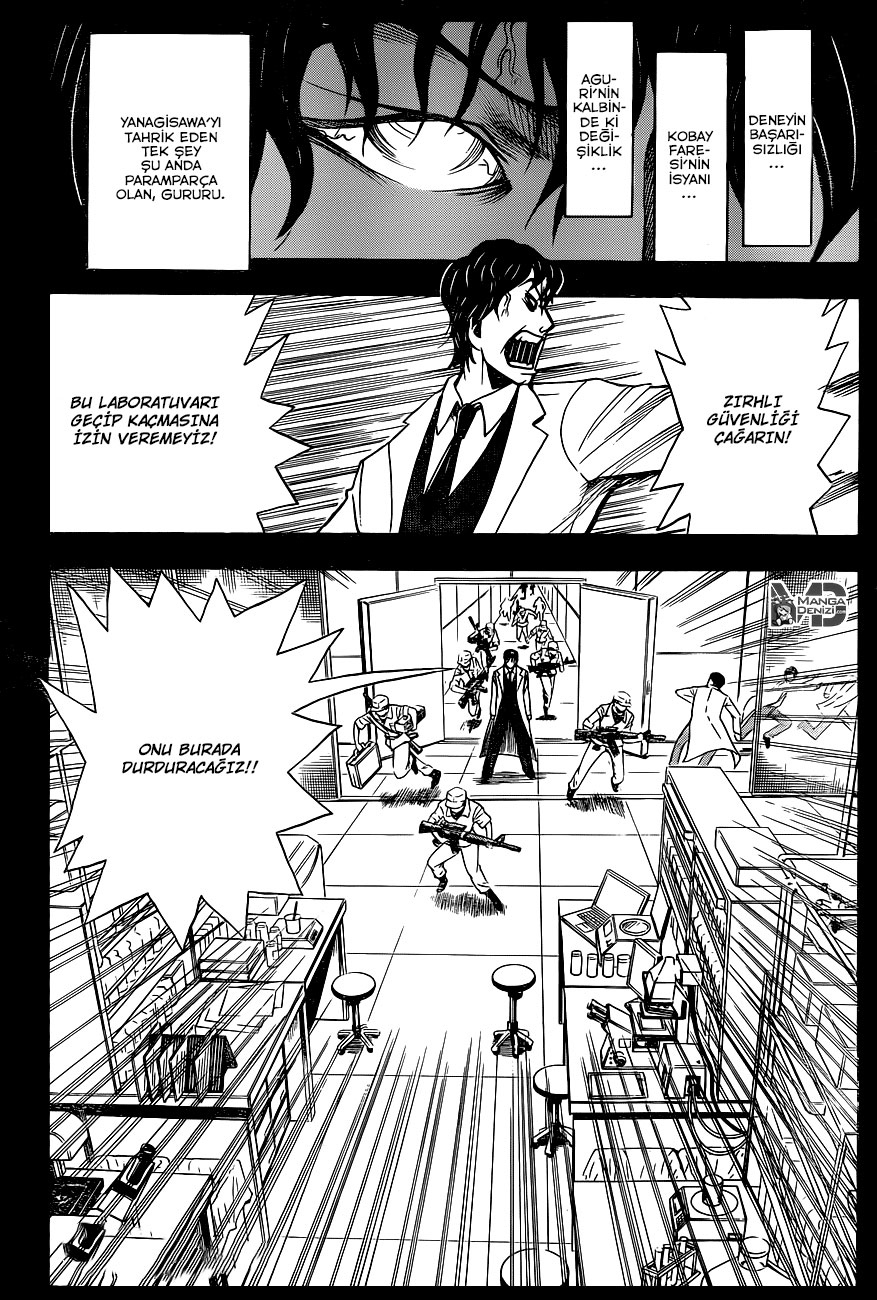 DENEYİN
BAŞARI-
SIZLIĞI
...
KOBAY
FARE-
Sİ'NİN
İSYANI
...
AGU-
Rİ'NİN
KALBİN-
DE Kİ
DEĞİ-
ŞİKLİK
...
YANAGİSAWA'YI
TAHRİK EDEN
TEK ŞEY
ŞU ANDA
PARAMPARÇA
OLAN, GURURU.
ZIRHLI
GÜVENLİĞİ
ÇAĞARIN!
BU LABORATUVARI
GEÇİP KAÇMASINA
İZİN VEREMEYİZ!
MANGA
DENİZİ
ONU BURADA
DURDURACAĞIZ!!